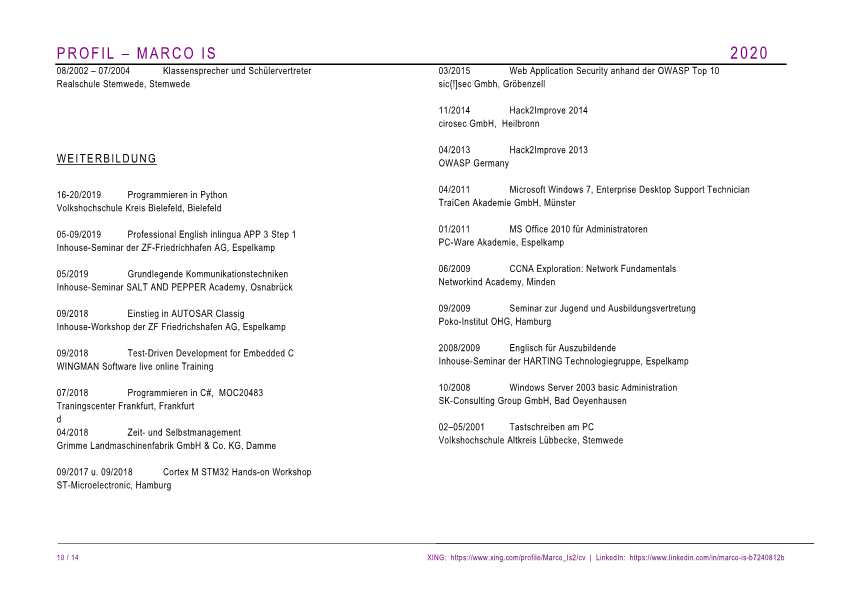 PROFIL – MARCO IS 2020
08/2002 – 07/2004 Klassensprecher und Schülervertreter
Realschule Stemwede, Stemwede
WEITERBILDUNG
16-20/2019 Programmieren in Python
Volkshochschule Kreis Bielefeld, Bielefeld
05-09/2019 Professional English inlingua APP 3 Step 1
Inhouse-Seminar der ZF-Friedrichhafen AG, Espelkamp
05/2019 Grundlegende Kommunikationstechniken
Inhouse-Seminar SALT AND PEPPER Academy, Osnabrück
09/2018 Einstieg in AUTOSAR Classig
Inhouse-Workshop der ZF Friedrichshafen AG, Espelkamp
09/2018 Test-Driven Development for Embedded C
WINGMAN Software live online Training
07/2018 Programmieren in C#, MOC20483
Traningscenter Frankfurt, Frankfurt
d
04/2018 Zeit- und Selbstmanagement
Grimme Landmaschinenfabrik GmbH & Co. KG, Damme
09/2017 u. 09/2018 Cortex M STM32 Hands-on Workshop
ST-Microelectronic, Hamburg
03/2015 Web Application Security anhand der OWASP Top 10
sic[!]sec Gmbh, Gröbenzell
11/2014 Hack2Improve 2014
cirosec GmbH, Heilbronn
04/2013 Hack2Improve 2013
OWASP Germany
04/2011 Microsoft Windows 7, Enterprise Desktop Support Technician
TraiCen Akademie GmbH, Münster
01/2011 MS Office 2010 für Administratoren
PC-Ware Akademie, Espelkamp
06/2009 CCNA Exploration: Network Fundamentals
Networkind Academy, Minden
09/2009 Seminar zur Jugend und Ausbildungsvertretung
Poko-Institut OHG, Hamburg
2008/2009 Englisch für Auszubildende
Inhouse-Seminar der HARTING Technologiegruppe, Espelkamp
10/2008 Windows Server 2003 basic Administration
SK-Consulting Group GmbH, Bad Oeyenhausen
02–05/2001 Tastschreiben am PC
Volkshochschule Altkreis Lübbecke, Stemwede
10 / 14 XING: https://www.xing.com/profile/Marco_Is2/cv | LinkedIn: https://www.linkedin.com/in/marco-is-b7240812b